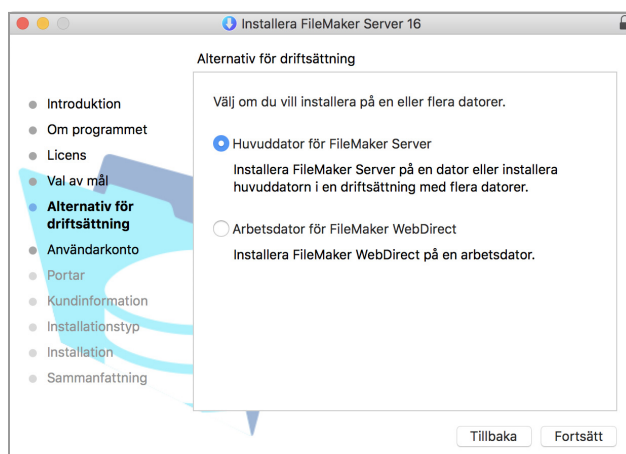 Installera FileMaker Server 16
Alternativ för driftsättning
Introduktion
Om programmet
Licens
Val av mål
Alternativ för
driftsättning
Användarkonto
Portar
Kundinformation
Installationstyp
Installation
Sammanfattning
Välj om du vill installera på en eller flera datorer.
Huvuddator för FileMaker Server
Installera FileMaker Server på en dator eller installera
huvuddatorn i en driftsättning med flera datorer.
Arbetsdator för FileMaker WebDirect
Installera FileMaker WebDirect på en arbetsdator.
Tillbaka
Fortsätt